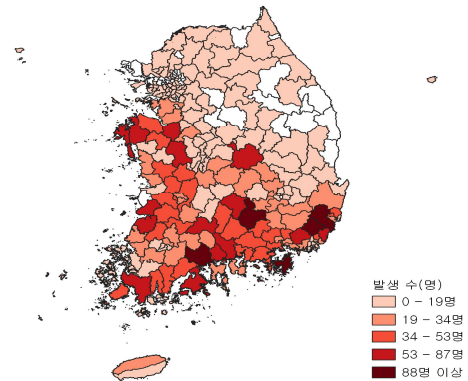 발생 수(명)
0 – 19명
19 – 34명
34 – 53명
53 – 87명
88명 이상